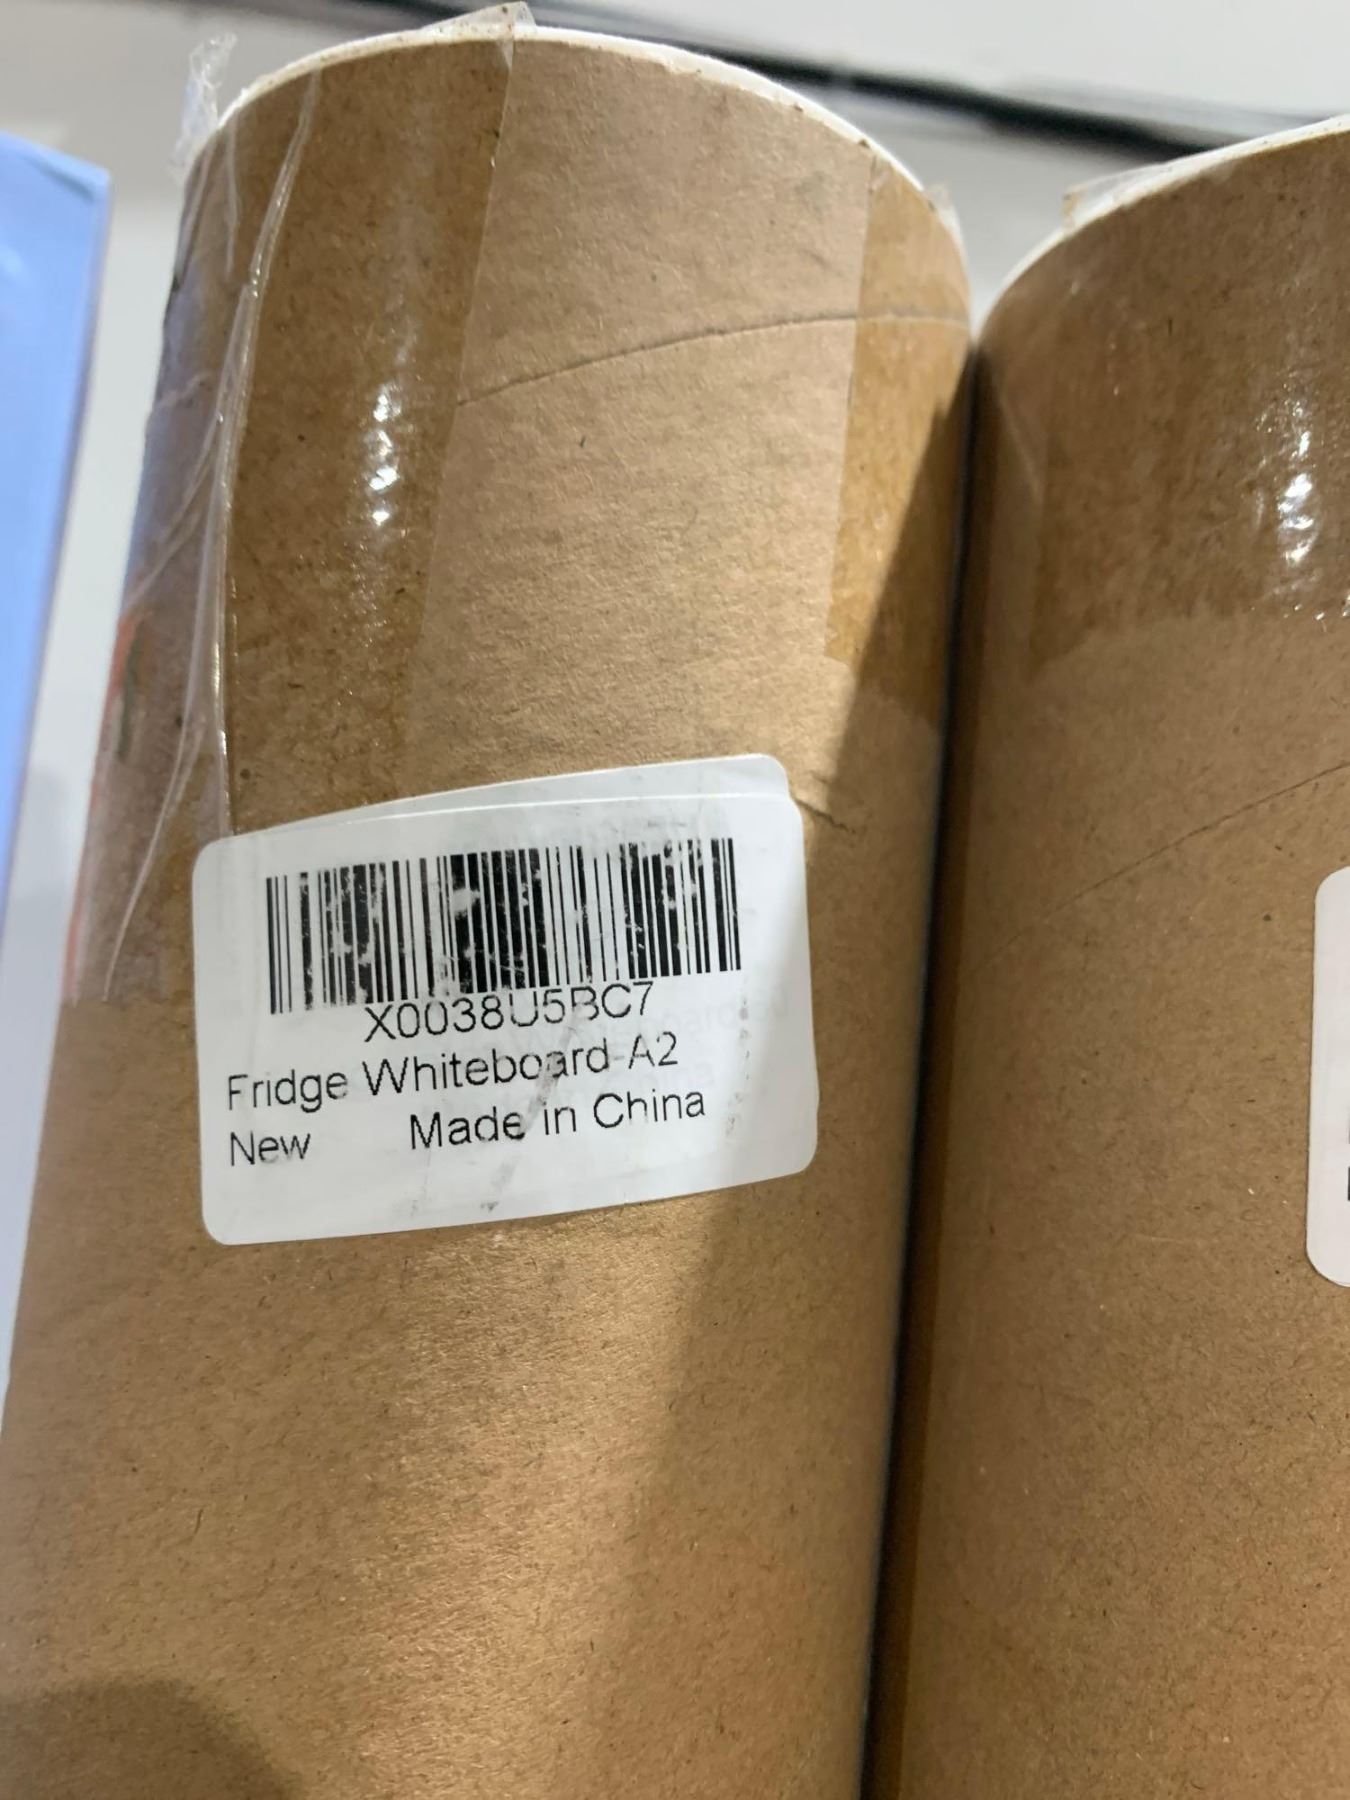 X0038U5BC7
Fridge Whiteboard-A2
New Made in China